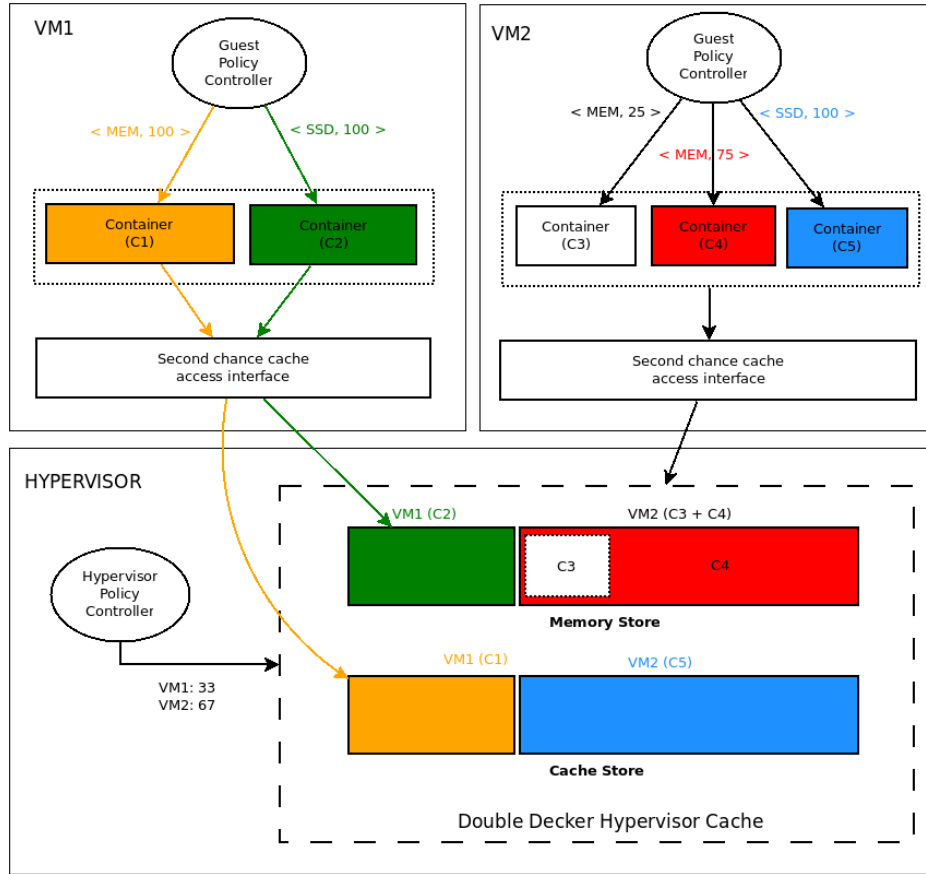 VM1
Guest
Policy
Controller
< MEM, 100 >
< SSD, 100 >
Container
(C1)
Container
(C2)
Second chance cache
access interface
VM2
Guest
Policy
Controller
< MEM, 25 >
< SSD, 100 >
< MEM, 75 >
Container
(C3)
Container
(C4)
Container
(C5)
Second chance cache
access interface
HYPERVISOR
Hypervisor
Policy
Controller
VM1: 33
VM2: 67
VM1 (C2)
VM2 (C3 + C4)
C3
C4
Memory Store
VM1 (C1)
VM2 (C5)
Cache Store
Double Decker Hypervisor Cache